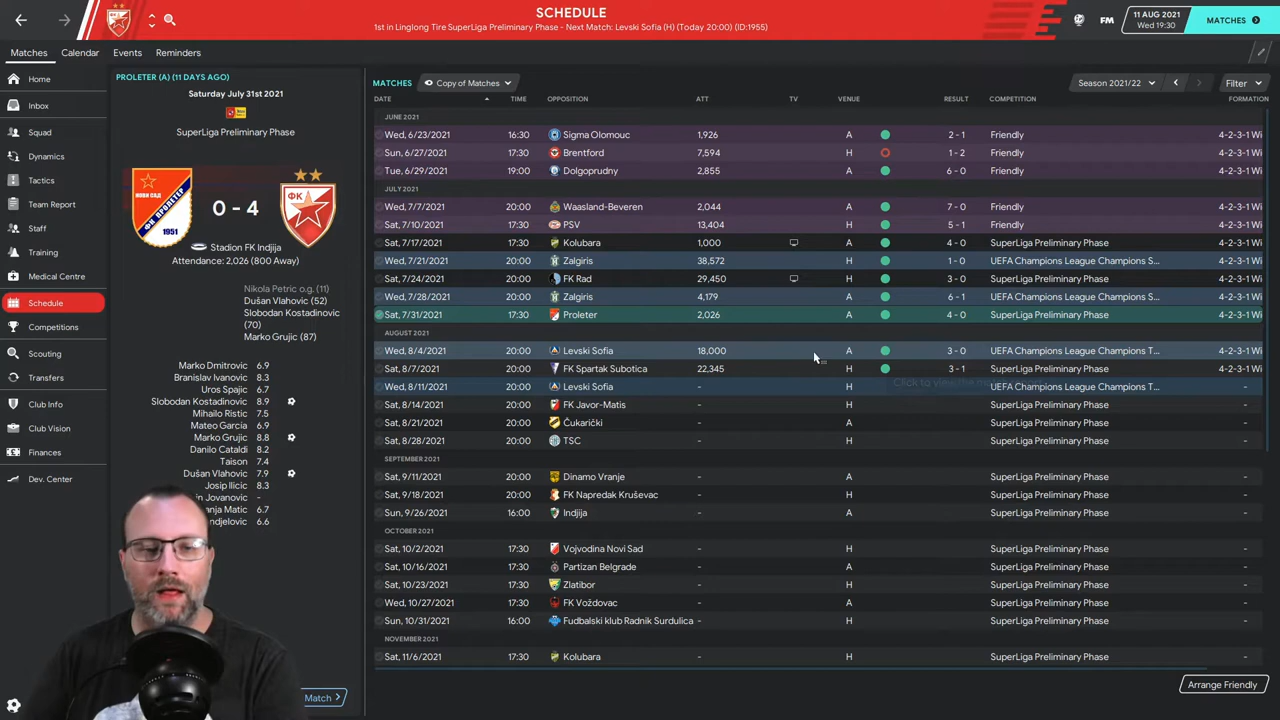 SCHEDULE
1st in Linglong Tire SuperLiga Preliminary Phase - Next Match: Levski Sofia (H) (Today 20:00) (ID:1955)
FM
11 AUG 2021
WED 19:30
MATCHES
Matches Calendar Events Reminders
Home
Inbox
Squad
Dynamics
Tactics
Team Report
Staff
Training
Medical Centre
Schedule
Competitions
Scouting
Transfers
Club Info
Club Vision
Finances
Dev. Center
PROLETER (A) (11 DAYS AGO)
Saturday July 31st 2021
SuperLiga Preliminary Phase
НОВИ САД
ФК ПРОЛЕТЕР
1951
0 - 4
ФК
Stadion FK Indjija
Attendance: 2,026 (800 Away)
Nikola Petric o.g. (11)
Dušan Vlahovic (52)
Slobodan Kostadinovic
(70)
Marko Grujic (87)
Marko Dmitrovic 6.9
Branislav Ivanovic 8.3
Uros Spajic 6.7
Slobodan Kostadinovic 8.9
Mihailo Ristic 7.5
Mateo Garcia 6.9
Marko Grujic 8.8
Danilo Cataldi 8.2
Taison 7.4
Dušan Vlahovic 7.9
Josip Ilicic 8.3
n Jovanovic -
anja Matic 6.7
ndjelovic 6.6
Match
MATCHES Copy of Matches Season 2021/22 Filter
DATE TIME OPPOSITION ATT TV VENUE RESULT COMPETITION FORMATION
JUNE 2021
Wed, 6/23/2021 16:30 Sigma Olomouc 1,926 A 2 - 1 Friendly 4-2-3-1 Wi
Sun, 6/27/2021 17:30 Brentford 7,594 H 1 - 2 Friendly 4-2-3-1 Wi
Tue, 6/29/2021 19:00 Dolgoprudny 2,855 A 6 - 0 Friendly 4-2-3-1 Wi
JULY 2021
Wed, 7/7/2021 20:00 Waasland-Beveren 2,044 A 7 - 0 Friendly 4-2-3-1 Wi
Sat, 7/10/2021 17:30 PSV 13,404 H 5 - 1 Friendly 4-2-3-1 Wi
Sat, 7/17/2021 17:30 Kolubara 1,000 A 4 - 0 SuperLiga Preliminary Phase 4-2-3-1 Wi
Wed, 7/21/2021 20:00 Zalgiris 38,572 H 1 - 0 UEFA Champions League Champions S... 4-2-3-1 Wi
Sat, 7/24/2021 20:00 FK Rad 29,450 H 3 - 0 SuperLiga Preliminary Phase 4-2-3-1 Wi
Wed, 7/28/2021 20:00 Zalgiris 4,179 A 6 - 1 UEFA Champions League Champions S... 4-2-3-1 Wi
Sat, 7/31/2021 17:30 Proleter 2,026 A 4 - 0 SuperLiga Preliminary Phase 4-2-3-1 Wi
AUGUST 2021
Wed, 8/4/2021 20:00 Levski Sofia 18,000 A 3 - 0 UEFA Champions League Champions T... 4-2-3-1 Wi
Sat, 8/7/2021 20:00 FK Spartak Subotica 22,345 H 3 - 1 SuperLiga Preliminary Phase 4-2-3-1 Wi
Wed, 8/11/2021 20:00 Levski Sofia - H UEFA Champions League Champions T... -
Sat, 8/14/2021 20:00 FK Javor-Matis - H SuperLiga Preliminary Phase -
Sat, 8/21/2021 20:00 Čukarički - A SuperLiga Preliminary Phase -
Sat, 8/28/2021 20:00 TSC - H SuperLiga Preliminary Phase -
SEPTEMBER 2021
Sat, 9/11/2021 20:00 Dinamo Vranje - A SuperLiga Preliminary Phase -
Sat, 9/18/2021 20:00 FK Napredak Kruševac - H SuperLiga Preliminary Phase -
Sun, 9/26/2021 16:00 Indjija - A SuperLiga Preliminary Phase -
OCTOBER 2021
Sat, 10/2/2021 17:30 Vojvodina Novi Sad - H SuperLiga Preliminary Phase -
Sat, 10/16/2021 17:30 Partizan Belgrade - A SuperLiga Preliminary Phase -
Sat, 10/23/2021 17:30 Zlatibor - H SuperLiga Preliminary Phase -
Wed, 10/27/2021 17:30 FK Voždovac - A SuperLiga Preliminary Phase -
Sun, 10/31/2021 16:00 Fudbalski klub Radnik Surdulica - H SuperLiga Preliminary Phase -
NOVEMBER 2021
Sat, 11/6/2021 17:30 Kolubara - H SuperLiga Preliminary Phase -
Arrange Friendly